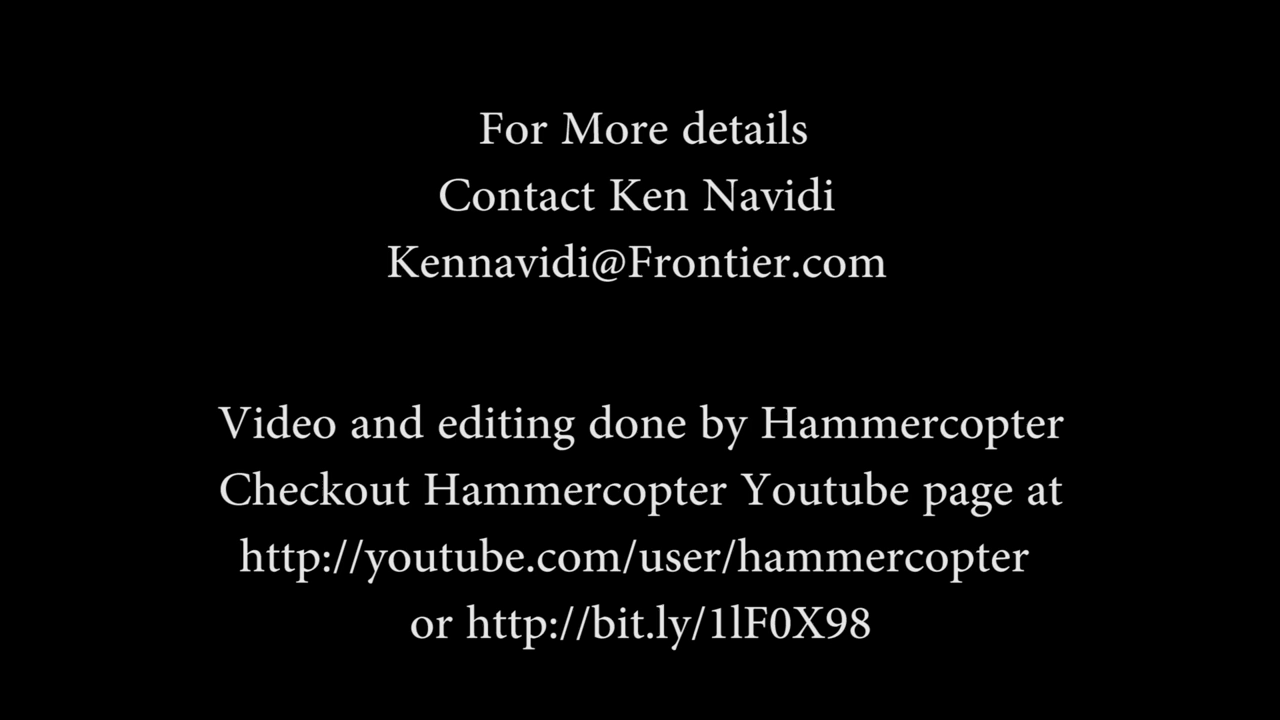 For More details
Contact Ken Navidi
Kennavidi@Frontier.com
Video and editing done by Hammercopter
Checkout Hammercopter Youtube page at
http://youtube.com/user/hammercopter
or http://bit.ly/1lF0X98